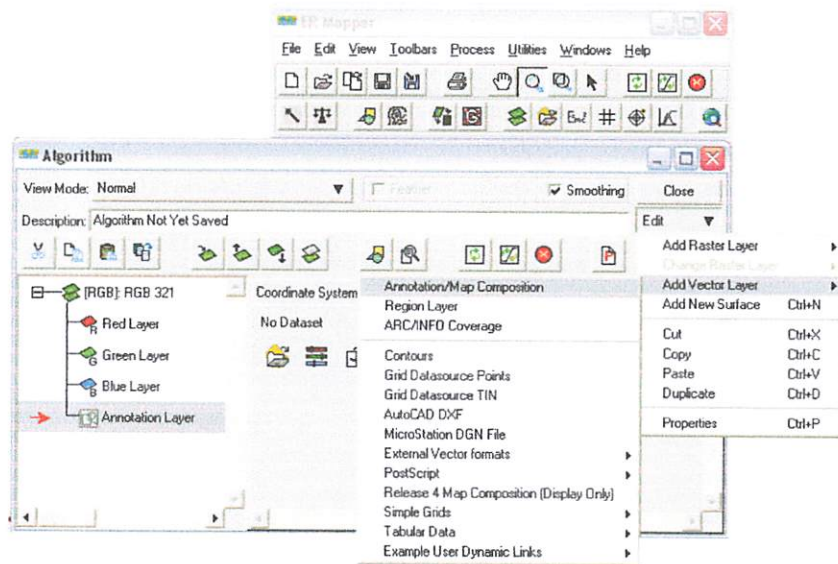 ER Mapper
File Edit View Toolbars Process Utilities Windows Help
Algorithm
View Mode: Normal
Smoothing
Close
Description: Algorithm Not Yet Saved
Edit
[RGB]: RGB 321
Red Layer
Green Layer
Blue Layer
Annotation Layer
Coordinate System
No Dataset
Annotation/Map Composition
Region Layer
ARC/INFO Coverage
Contours
Grid Datasource Points
Grid Datasource TIN
AutoCAD DXF
MicroStation DGN File
External Vector formats
PostScript
Release 4 Map Composition (Display Only)
Simple Grids
Tabular Data
Example User Dynamic Links
Add Raster Layer
Change Raster Layer
Add Vector Layer
Add New Surface Ctrl+N
Cut Ctrl+X
Copy Ctrl+C
Paste Ctrl+V
Duplicate Ctrl+D
Properties Ctrl+P